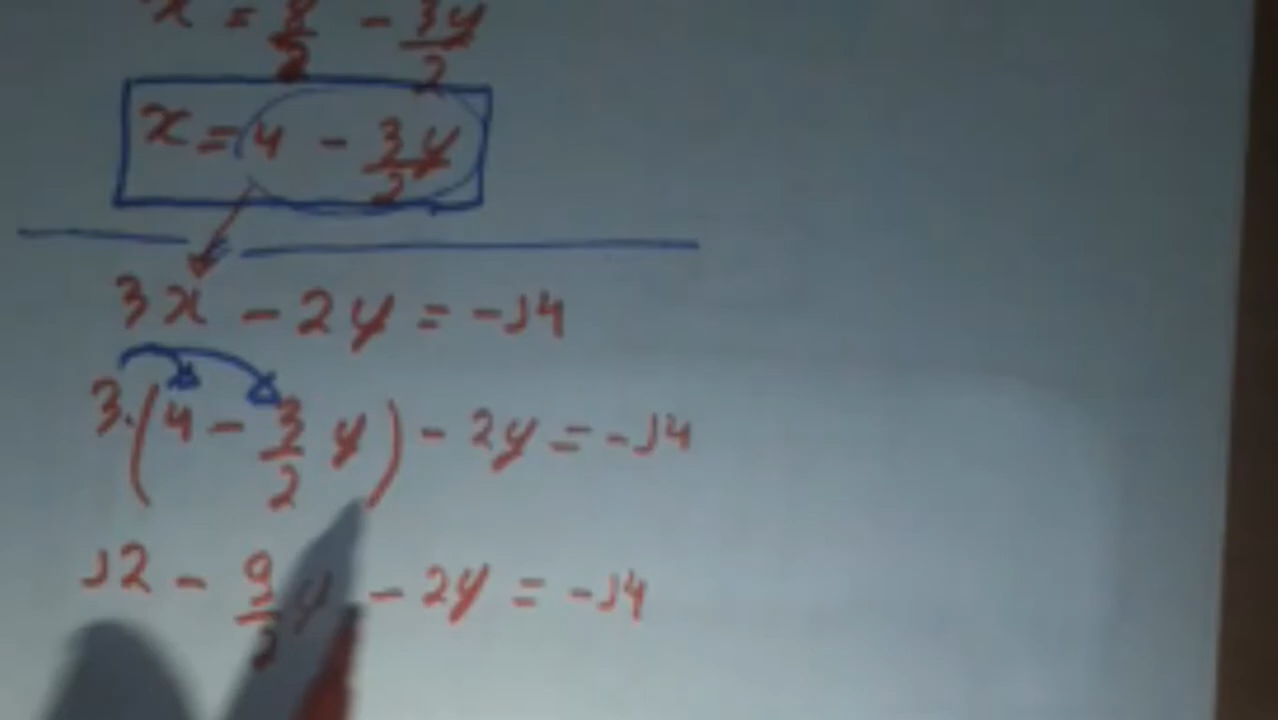 x = 8/2 - 3y/2
x = 4 - 3y/2
3x - 2y = -14
3·(4 - 3/2 y) - 2y = -14
12 - 9/2 y - 2y = -14